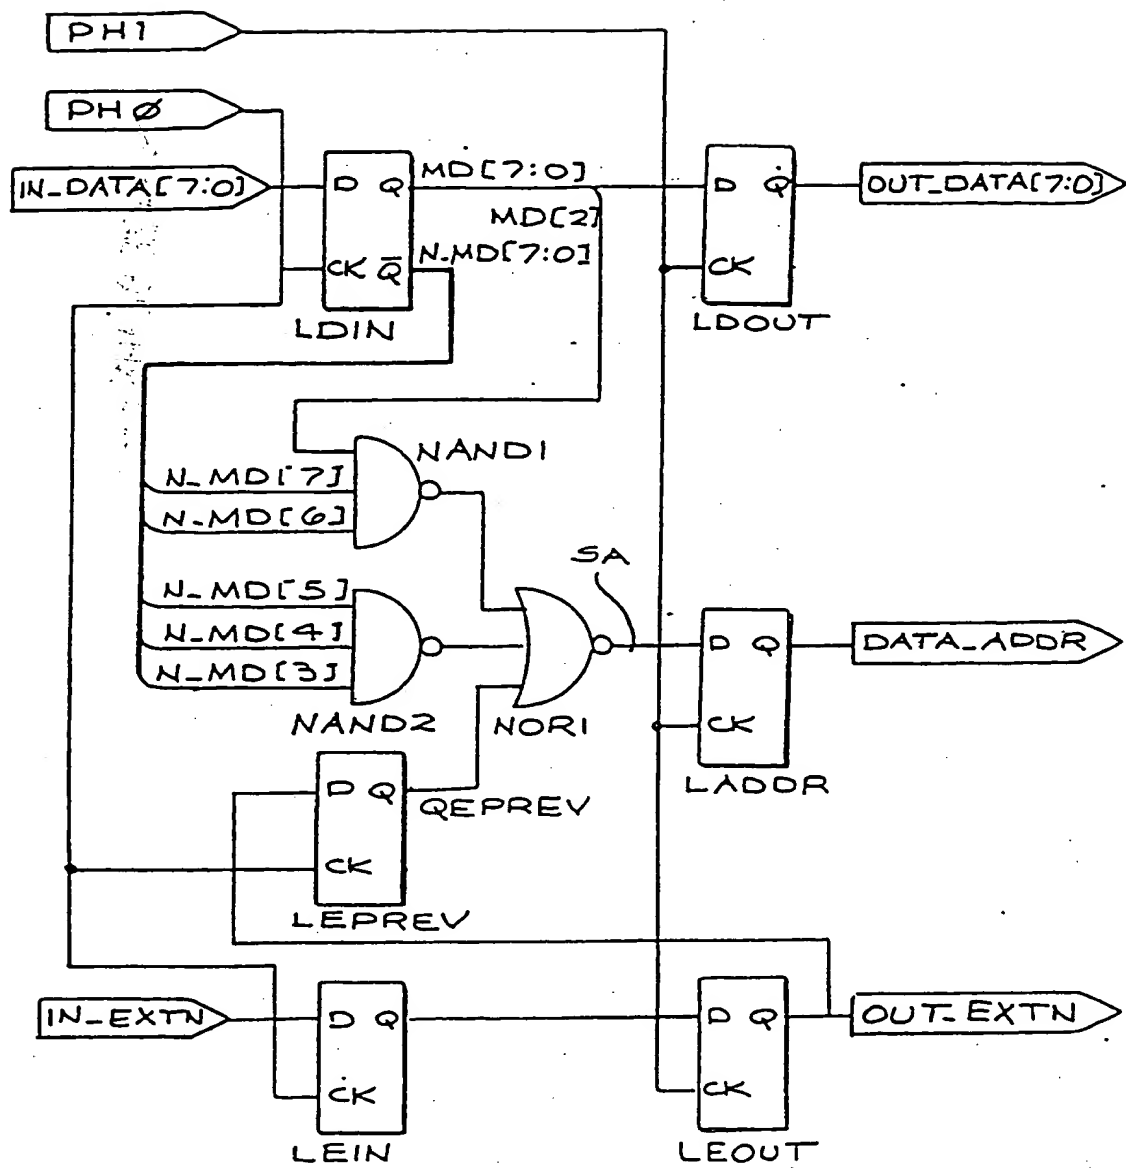 PH1
PHØ
IN_DATA[7:0]
D Q
CK Q̅
LDIN
MD[7:0]
MD[2]
N_MD[7:0]
D Q
CK
LDOUT
OUT_DATA[7:0]
NAND1
N_MD[7]
N_MD[6]
N_MD[5]
N_MD[4]
N_MD[3]
NAND2
NOR1
SA
D Q
CK
LADDR
DATA_ADDR
D Q
CK
QEPREV
LEPREV
IN_EXTN
D Q
CK
LEIN
D Q
CK
LEOUT
OUT_EXTN